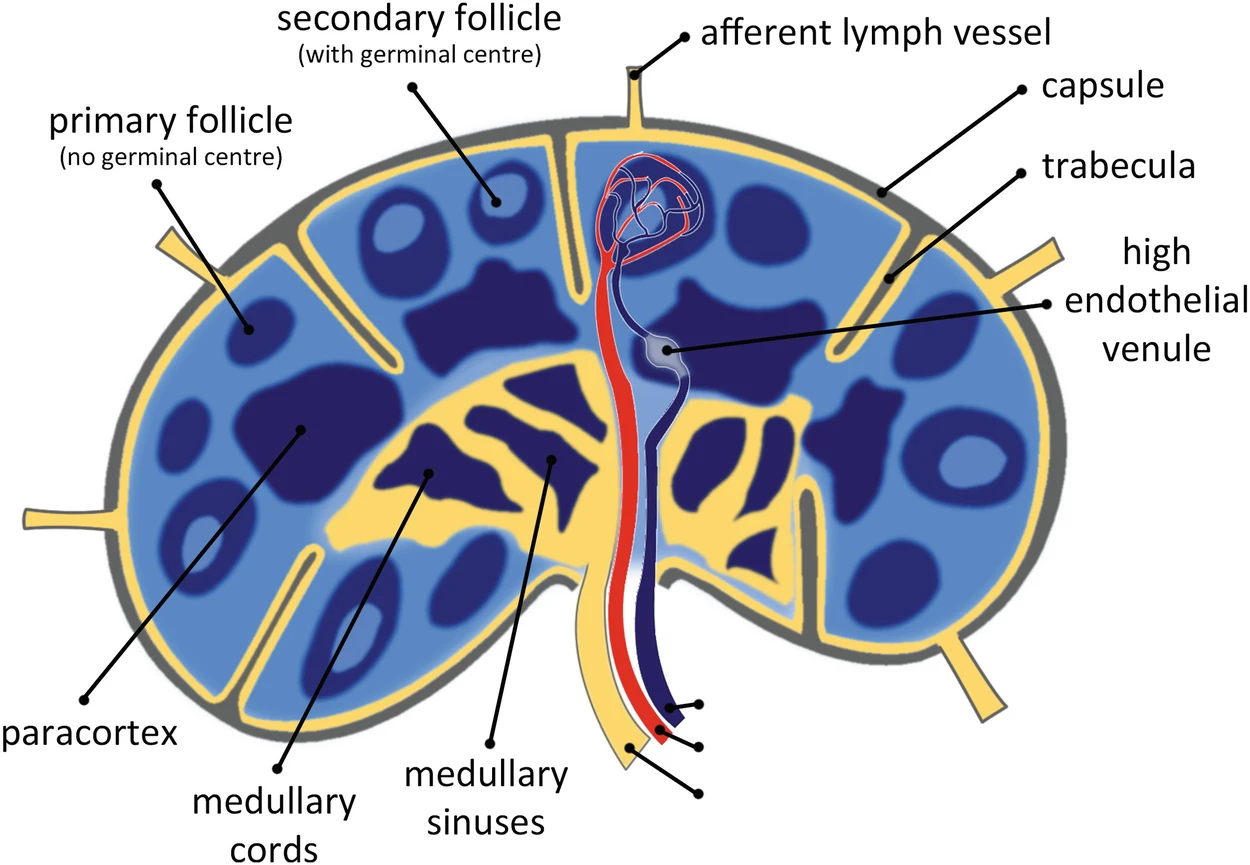 secondary follicle
(with germinal centre)
afferent lymph vessel
capsule
primary follicle
(no germinal centre)
trabecula
high
endothelial
venule
paracortex
medullary
cords
medullary
sinuses